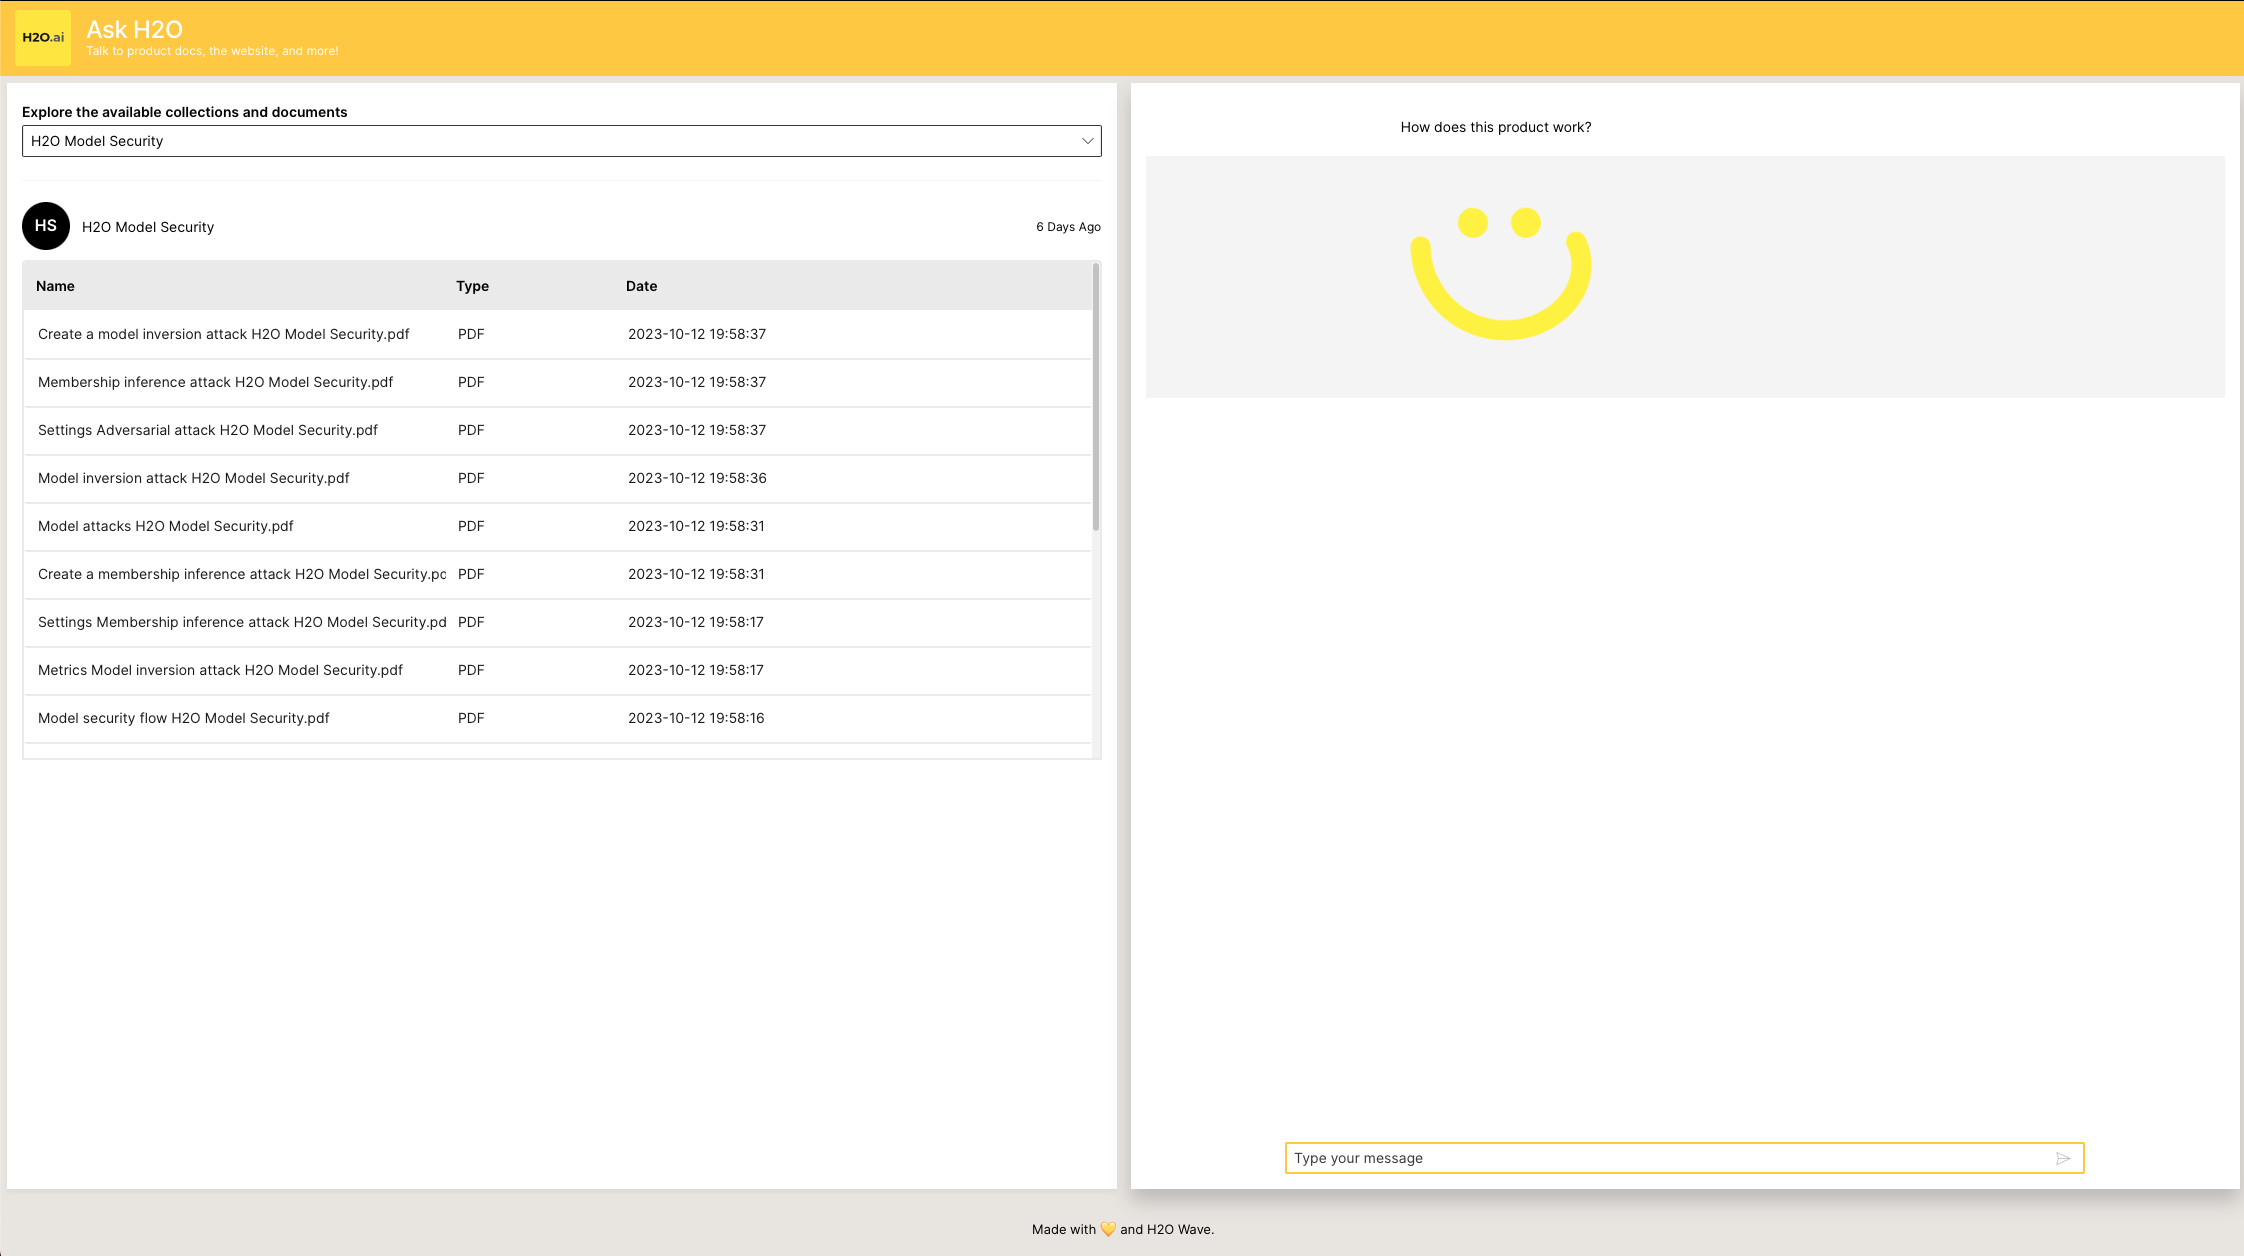 H2O.ai
Ask H2O
Talk to product docs, the website, and more!
Explore the available collections and documents
H2O Model Security
HS
H2O Model Security
6 Days Ago
Name Type Date
Create a model inversion attack H2O Model Security.pdf PDF 2023-10-12 19:58:37
Membership inference attack H2O Model Security.pdf PDF 2023-10-12 19:58:37
Settings Adversarial attack H2O Model Security.pdf PDF 2023-10-12 19:58:37
Model inversion attack H2O Model Security.pdf PDF 2023-10-12 19:58:36
Model attacks H2O Model Security.pdf PDF 2023-10-12 19:58:31
Create a membership inference attack H2O Model Security.pd PDF 2023-10-12 19:58:31
Settings Membership inference attack H2O Model Security.pd PDF 2023-10-12 19:58:17
Metrics Model inversion attack H2O Model Security.pdf PDF 2023-10-12 19:58:17
Model security flow H2O Model Security.pdf PDF 2023-10-12 19:58:16
How does this product work?
Type your message
Made with 💛 and H2O Wave.